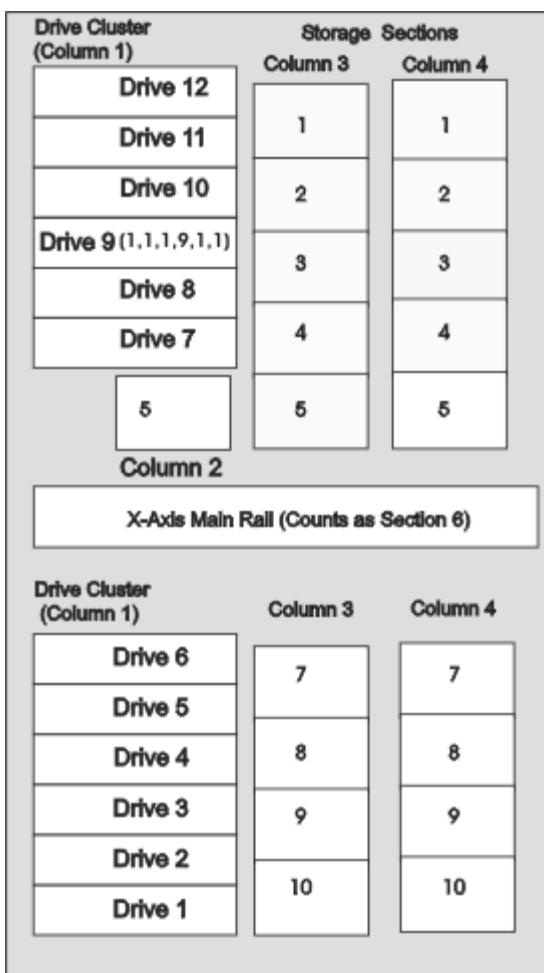 Drive Cluster
(Column 1)
Storage Sections
Column 3
Column 4
Drive 12
Drive 11
Drive 10
Drive 9 (1,1,1,9,1,1)
Drive 8
Drive 7
1
2
3
4
5
1
2
3
4
5
5
Column 2
X-Axis Main Rail (Counts as Section 6)
Drive Cluster
(Column 1)
Column 3
Column 4
Drive 6
Drive 5
Drive 4
Drive 3
Drive 2
Drive 1
7
8
9
10
7
8
9
10